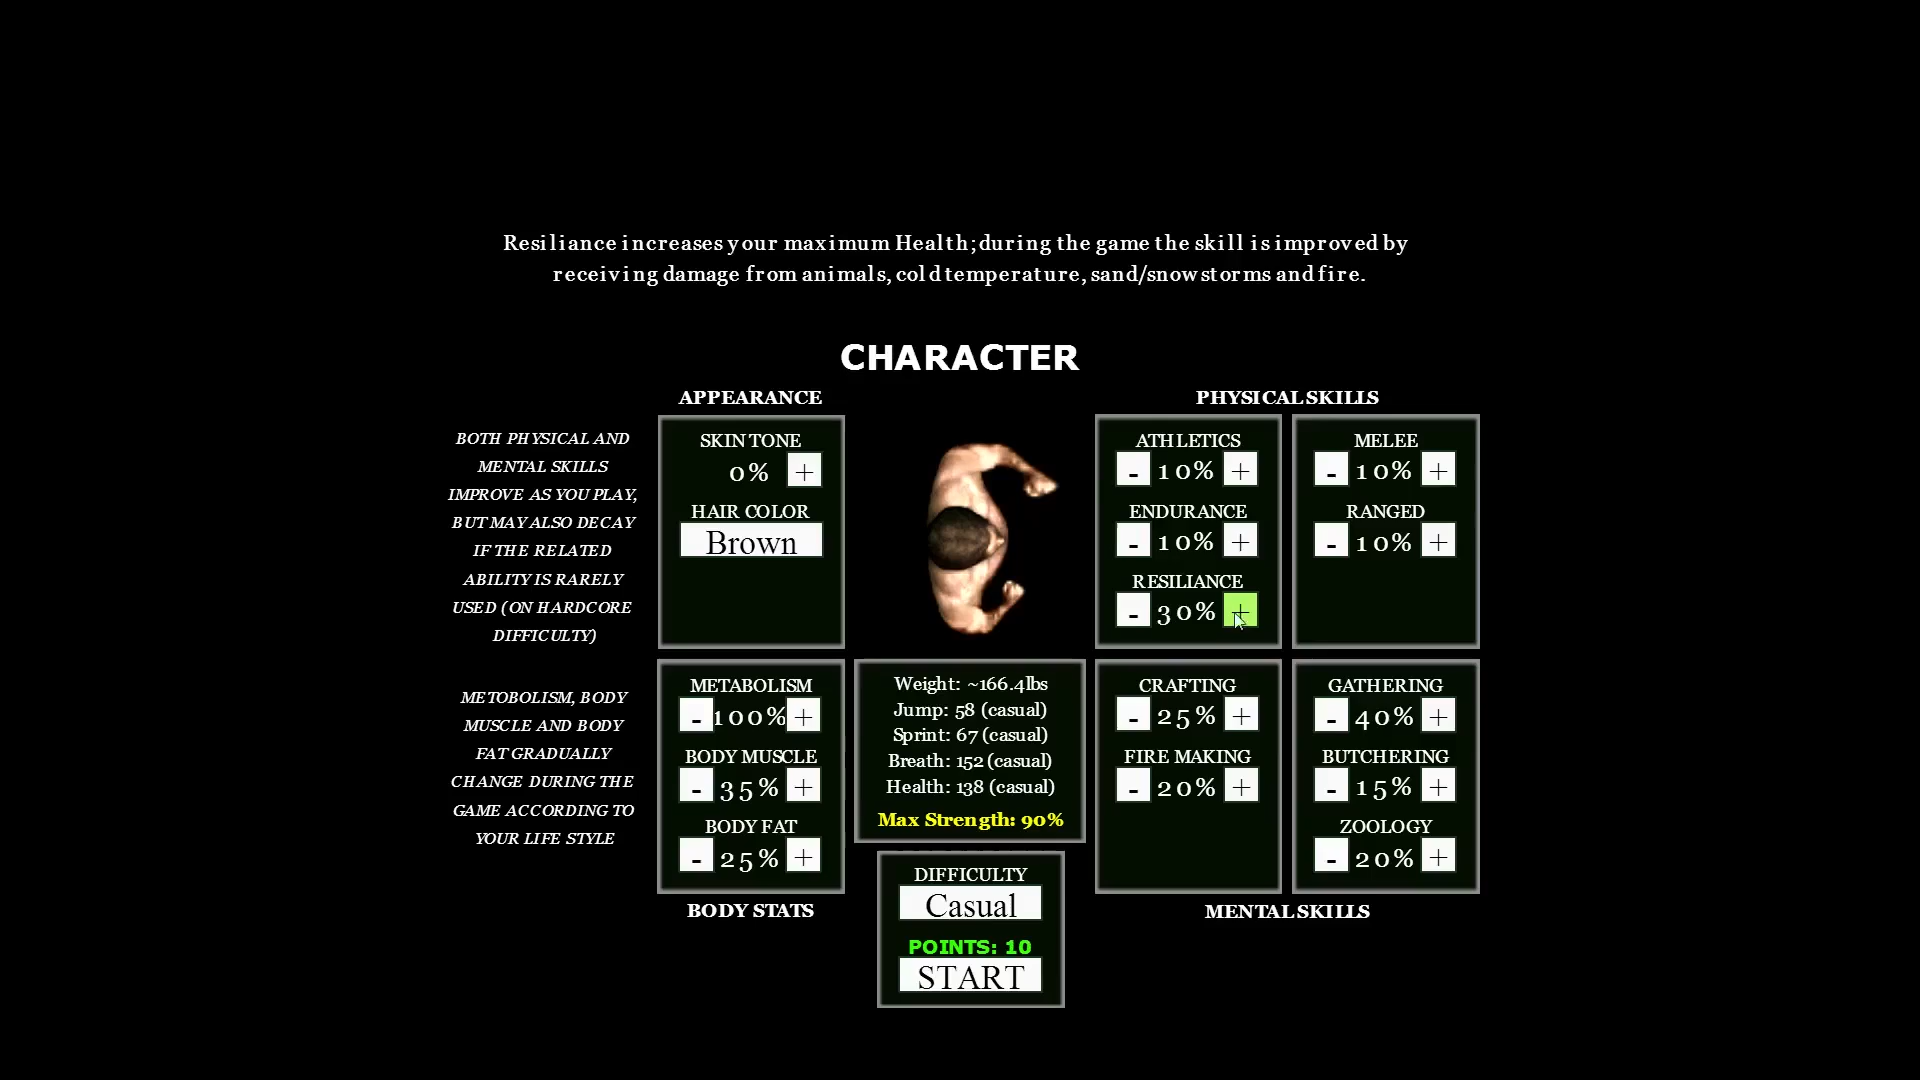 Resiliance increases your maximum Health; during the game the skill is improved by
receiving damage from animals, cold temperature, sand/snowstorms and fire.
CHARACTER
APPEARANCE
PHYSICAL SKILLS
BOTH PHYSICAL AND
MENTAL SKILLS
IMPROVE AS YOU PLAY,
BUT MAY ALSO DECAY
IF THE RELATED
ABILITY IS RARELY
USED (ON HARDCORE
DIFFICULTY)
SKIN TONE
0% +
HAIR COLOR
Brown
ATHLETICS
- 10% +
ENDURANCE
- 10% +
RESILIANCE
- 30% +
MELEE
- 10% +
RANGED
- 10% +
METOBOLISM, BODY
MUSCLE AND BODY
FAT GRADUALLY
CHANGE DURING THE
GAME ACCORDING TO
YOUR LIFE STYLE
METABOLISM
- 100% +
BODY MUSCLE
- 35% +
BODY FAT
- 25% +
BODY STATS
Weight: ~166.4lbs
Jump: 58 (casual)
Sprint: 67 (casual)
Breath: 152 (casual)
Health: 138 (casual)
Max Strength: 90%
DIFFICULTY
Casual
POINTS: 10
START
CRAFTING
- 25% +
FIRE MAKING
- 20% +
GATHERING
- 40% +
BUTCHERING
- 15% +
ZOOLOGY
- 20% +
MENTAL SKILLS